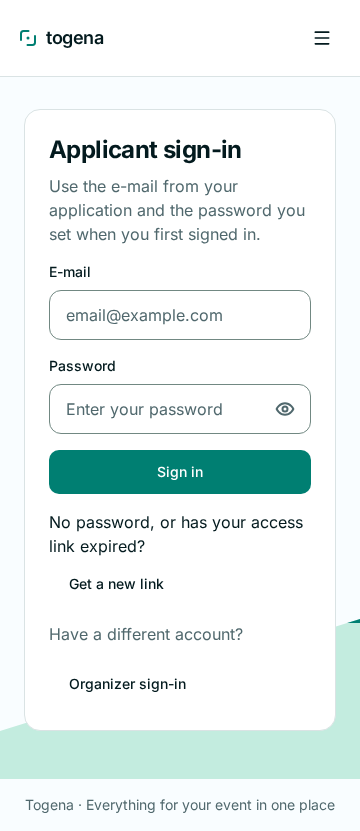 togena
Applicant sign-in
Use the e-mail from your
application and the password you
set when you first signed in.
E-mail
email@example.com
Password
Enter your password
Sign in
No password, or has your access
link expired?
Get a new link
Have a different account?
Organizer sign-in
Togena · Everything for your event in one place